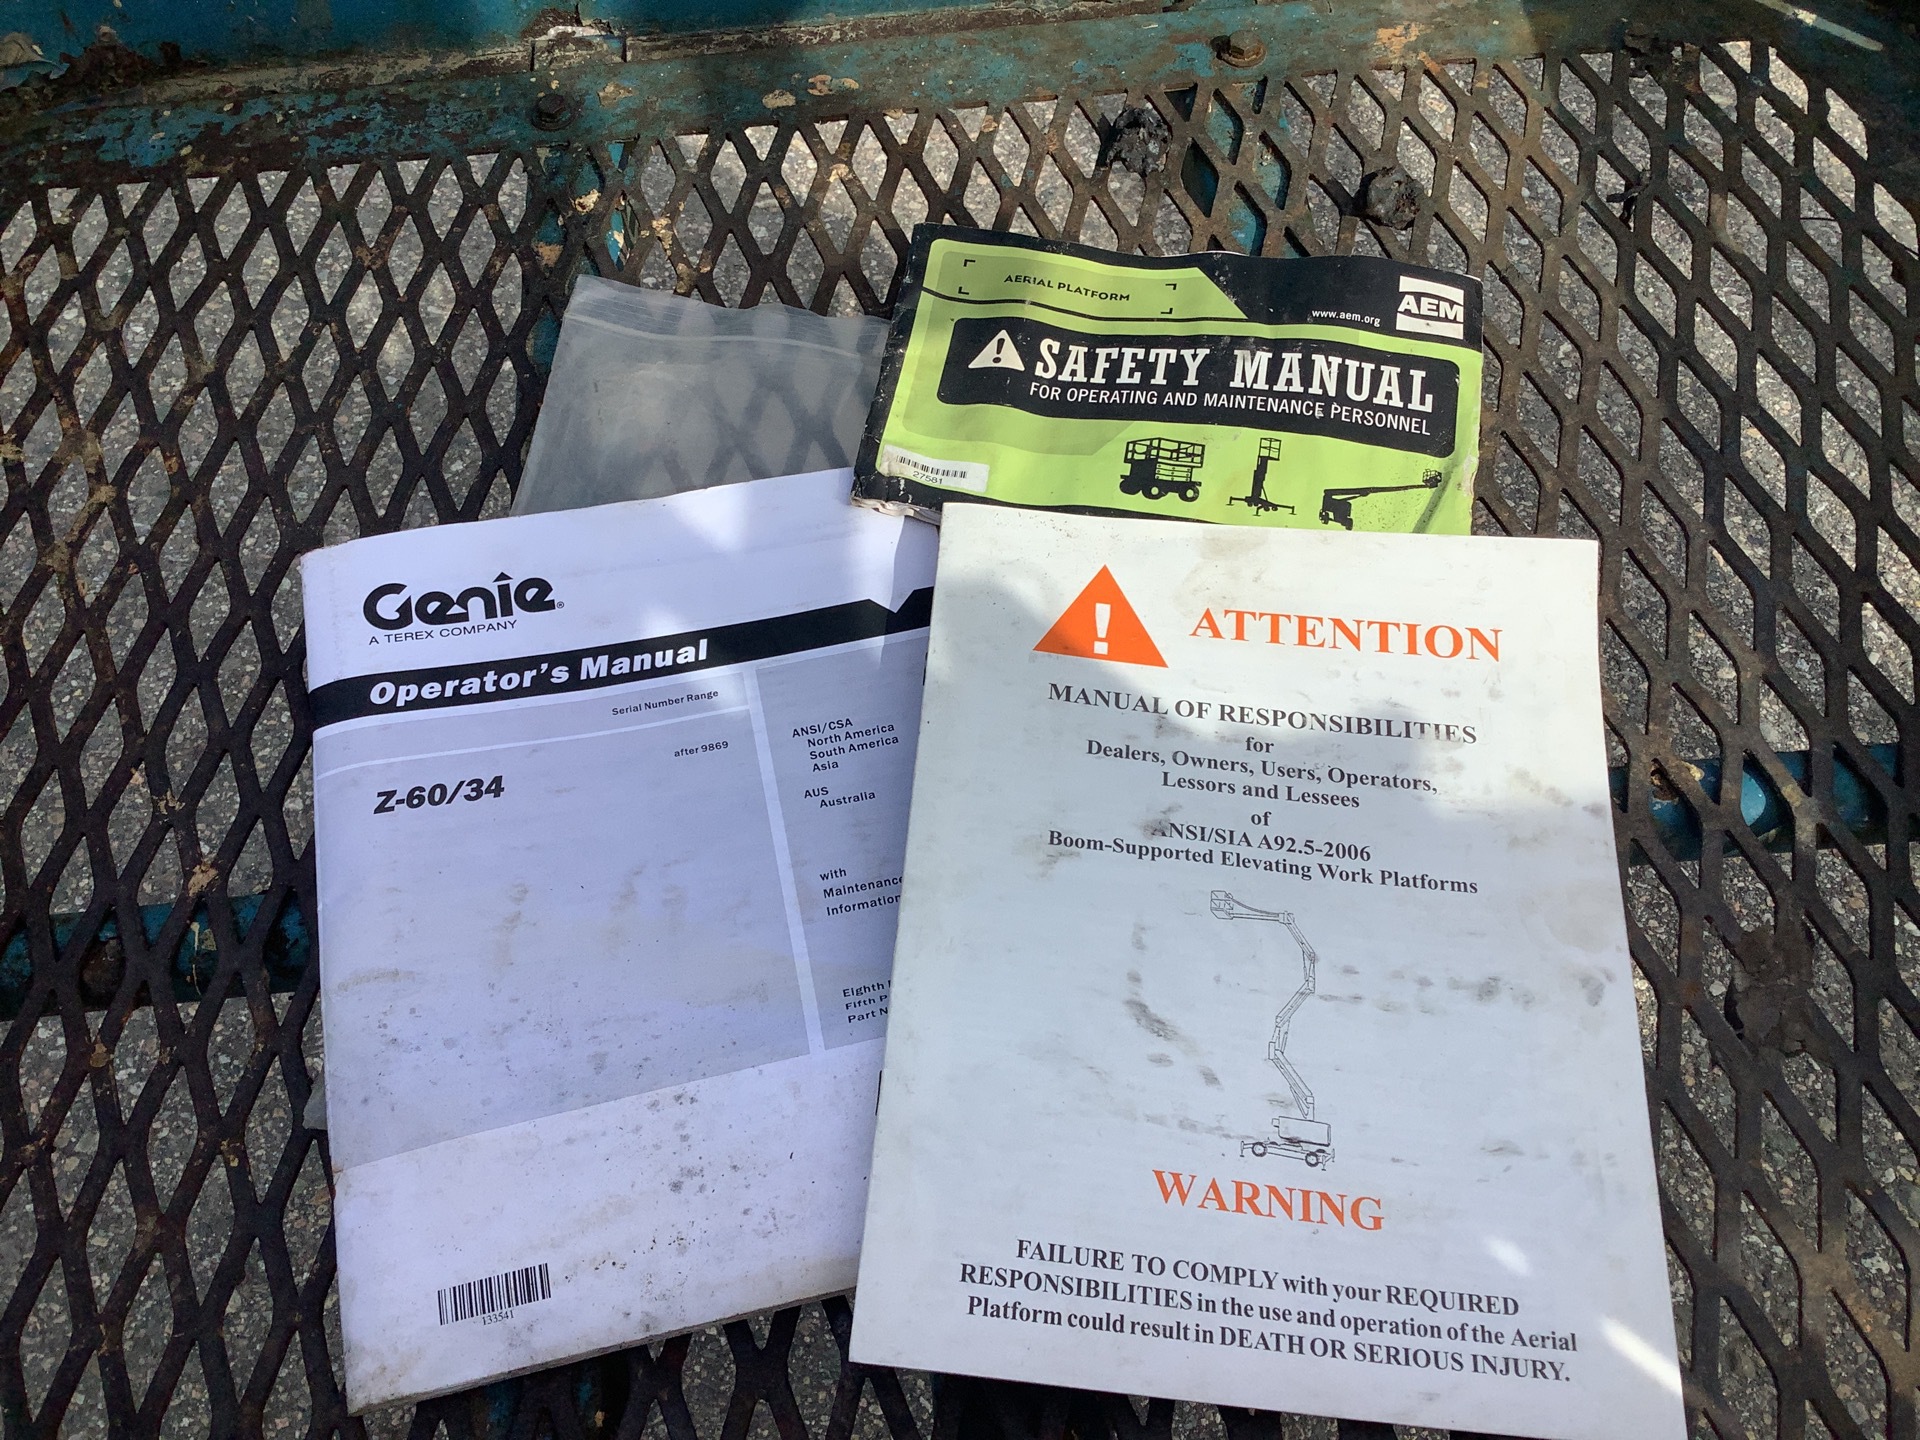 AERIAL PLATFORM
www.aem.org
AEM
SAFETY MANUAL
FOR OPERATING AND MAINTENANCE PERSONNEL
27581
Genie®
A TEREX COMPANY
Operator's Manual
Serial Number Range
after 9869
Z-60/34
ANSI/CSA
North America
South America
Asia
AUS
Australia
with
Maintenance
Information
Eighth
Fifth
Part
133541
ATTENTION
MANUAL OF RESPONSIBILITIES
for
Dealers, Owners, Users, Operators,
Lessors and Lessees
of
ANSI/SIA A92.5-2006
Boom-Supported Elevating Work Platforms
WARNING
FAILURE TO COMPLY with your REQUIRED
RESPONSIBILITIES in the use and operation of the Aerial
Platform could result in DEATH OR SERIOUS INJURY.